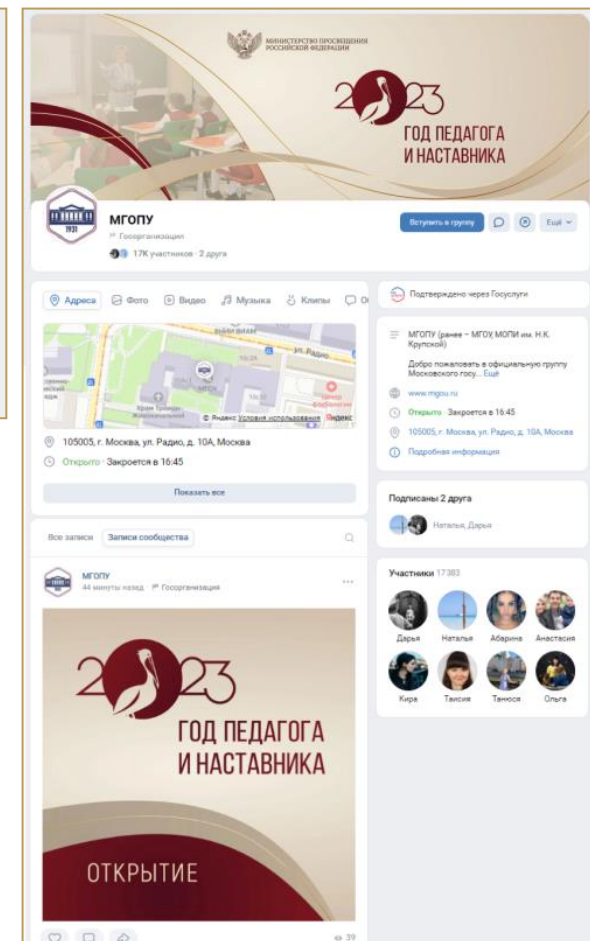 МИНИСТЕРСТВО ПРОСВЕЩЕНИЯ
РОССИЙСКОЙ ФЕДЕРАЦИИ
2023
ГОД ПЕДАГОГА
И НАСТАВНИКА
1931
МГОПУ
Госорганизация
17K участников · 2 друга
Вступить в группу
Ещё
Адреса Фото Видео Музыка Клипы
ул. Радио
МГОПУ
© Яндекс Условия использования Яндекс
105005, г. Москва, ул. Радио, д. 10А, Москва
Открыто · Закроется в 16:45
Показать все
Все записи Записи сообщества
МГОПУ
44 минуты назад · Госорганизация
2023
ГОД ПЕДАГОГА
И НАСТАВНИКА
ОТКРЫТИЕ
39
Подтверждено через Госуслуги
МГОПУ (ранее – МГОУ, МОПИ им. Н.К.
Крупской)
Добро пожаловать в официальную группу
Московского госу... Ещё
www.mgou.ru
Открыто · Закроется в 16:45
105005, г. Москва, ул. Радио, д. 10А, Москва
Подробная информация
Подписаны 2 друга
Наталья, Дарья
Участники 17383
Дарья Наталья Абарина Анастасия
Кира Таисия Танюся Ольга